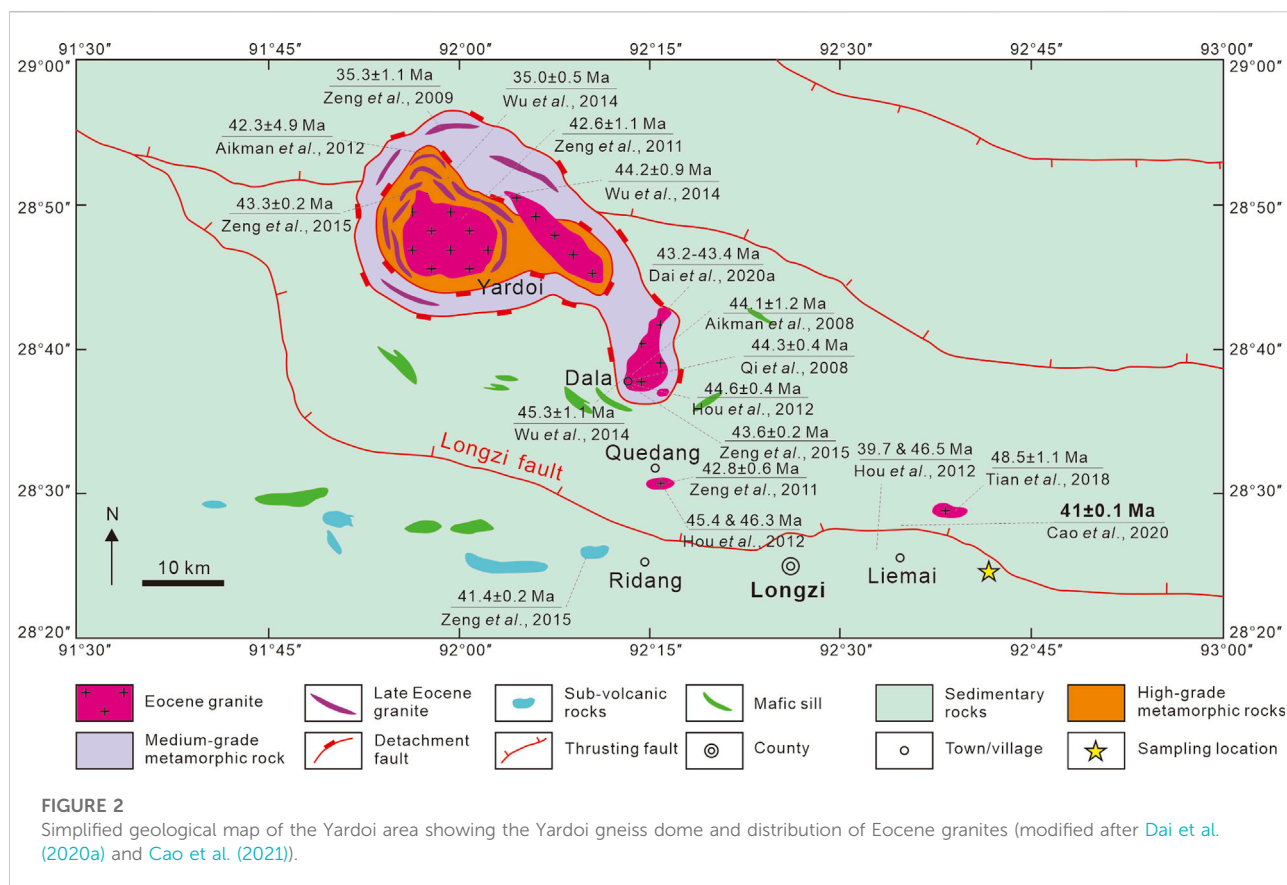 91°30″ 91°45″ 92°00″ 92°15″ 92°30″ 92°45″ 93°00″
29°00″ 29°00″
35.3±1.1 Ma
Zeng et al., 2009
35.0±0.5 Ma
Wu et al., 2014
42.3±4.9 Ma
Aikman et al., 2012
42.6±1.1 Ma
Zeng et al., 2011
44.2±0.9 Ma
Wu et al., 2014
28°50″ 28°50″
43.3±0.2 Ma
Zeng et al., 2015
43.2-43.4 Ma
Dai et al., 2020a
Yardoi
44.1±1.2 Ma
Aikman et al., 2008
44.3±0.4 Ma
Qi et al., 2008
28°40″ 28°40″
Dala
44.6±0.4 Ma
Hou et al., 2012
45.3±1.1 Ma
Wu et al., 2014
43.6±0.2 Ma
Zeng et al., 2015
Quedang
39.7 & 46.5 Ma
Hou et al., 2012
48.5±1.1 Ma
Tian et al., 2018
Longzi fault
42.8±0.6 Ma
Zeng et al., 2011
28°30″ 28°30″
45.4 & 46.3 Ma
Hou et al., 2012
41±0.1 Ma
Cao et al., 2020
N
10 km
Ridang
Longzi
Liemai
41.4±0.2 Ma
Zeng et al., 2015
28°20″ 28°20″
91°30″ 91°45″ 92°00″ 92°15″ 92°30″ 92°45″ 93°00″
Eocene granite
Late Eocene
granite
Sub-volcanic
rocks
Mafic sill
Sedimentary
rocks
High-grade
metamorphic rocks
Medium-grade
metamorphic rock
Detachment
fault
Thrusting fault
County
Town/village
Sampling location
FIGURE 2
Simplified geological map of the Yardoi area showing the Yardoi gneiss dome and distribution of Eocene granites (modified after Dai et al.
(2020a) and Cao et al. (2021)).